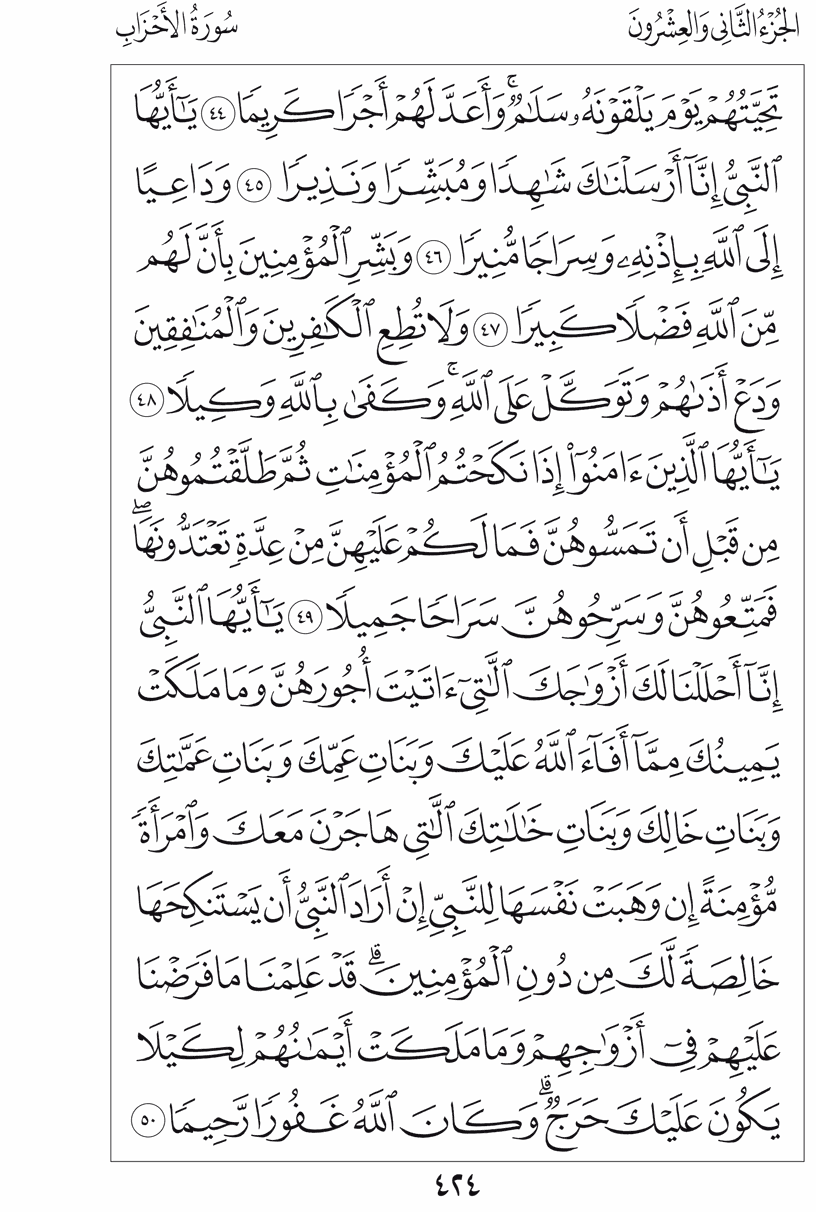 الجُزْءُ الثَّانِي وَالعِشْرُونَ
سُورَةُ الأَحْزَابِ
تَحِيَّتُهُمْ يَوْمَ يَلْقَوْنَهُۥ سَلَٰمٌ ۚ وَأَعَدَّ لَهُمْ أَجْرًا كَرِيمًا ٤٤ يَٰٓأَيُّهَا
ٱلنَّبِيُّ إِنَّآ أَرْسَلْنَٰكَ شَٰهِدًا وَمُبَشِّرًا وَنَذِيرًا ٤٥ وَدَاعِيًا
إِلَى ٱللَّهِ بِإِذْنِهِۦ وَسِرَاجًا مُّنِيرًا ٤٦ وَبَشِّرِ ٱلْمُؤْمِنِينَ بِأَنَّ لَهُم
مِّنَ ٱللَّهِ فَضْلًا كَبِيرًا ٤٧ وَلَا تُطِعِ ٱلْكَٰفِرِينَ وَٱلْمُنَٰفِقِينَ
وَدَعْ أَذَىٰهُمْ وَتَوَكَّلْ عَلَى ٱللَّهِ ۚ وَكَفَىٰ بِٱللَّهِ وَكِيلًا ٤٨
يَٰٓأَيُّهَا ٱلَّذِينَ ءَامَنُوٓا۟ إِذَا نَكَحْتُمُ ٱلْمُؤْمِنَٰتِ ثُمَّ طَلَّقْتُمُوهُنَّ
مِن قَبْلِ أَن تَمَسُّوهُنَّ فَمَا لَكُمْ عَلَيْهِنَّ مِنْ عِدَّةٍ تَعْتَدُّونَهَا ۖ
فَمَتِّعُوهُنَّ وَسَرِّحُوهُنَّ سَرَاحًا جَمِيلًا ٤٩ يَٰٓأَيُّهَا ٱلنَّبِيُّ
إِنَّآ أَحْلَلْنَا لَكَ أَزْوَٰجَكَ ٱلَّٰتِىٓ ءَاتَيْتَ أُجُورَهُنَّ وَمَا مَلَكَتْ
يَمِينُكَ مِمَّآ أَفَآءَ ٱللَّهُ عَلَيْكَ وَبَنَاتِ عَمِّكَ وَبَنَاتِ عَمَّٰتِكَ
وَبَنَاتِ خَالِكَ وَبَنَاتِ خَٰلَٰتِكَ ٱلَّٰتِى هَاجَرْنَ مَعَكَ وَٱمْرَأَةً
مُّؤْمِنَةً إِن وَهَبَتْ نَفْسَهَا لِلنَّبِيِّ إِنْ أَرَادَ ٱلنَّبِيُّ أَن يَسْتَنكِحَهَا
خَالِصَةً لَّكَ مِن دُونِ ٱلْمُؤْمِنِينَ ۗ قَدْ عَلِمْنَا مَا فَرَضْنَا
عَلَيْهِمْ فِىٓ أَزْوَٰجِهِمْ وَمَا مَلَكَتْ أَيْمَٰنُهُمْ لِكَيْلَا
يَكُونَ عَلَيْكَ حَرَجٌ ۗ وَكَانَ ٱللَّهُ غَفُورًا رَّحِيمًا ٥٠
٤٢٤